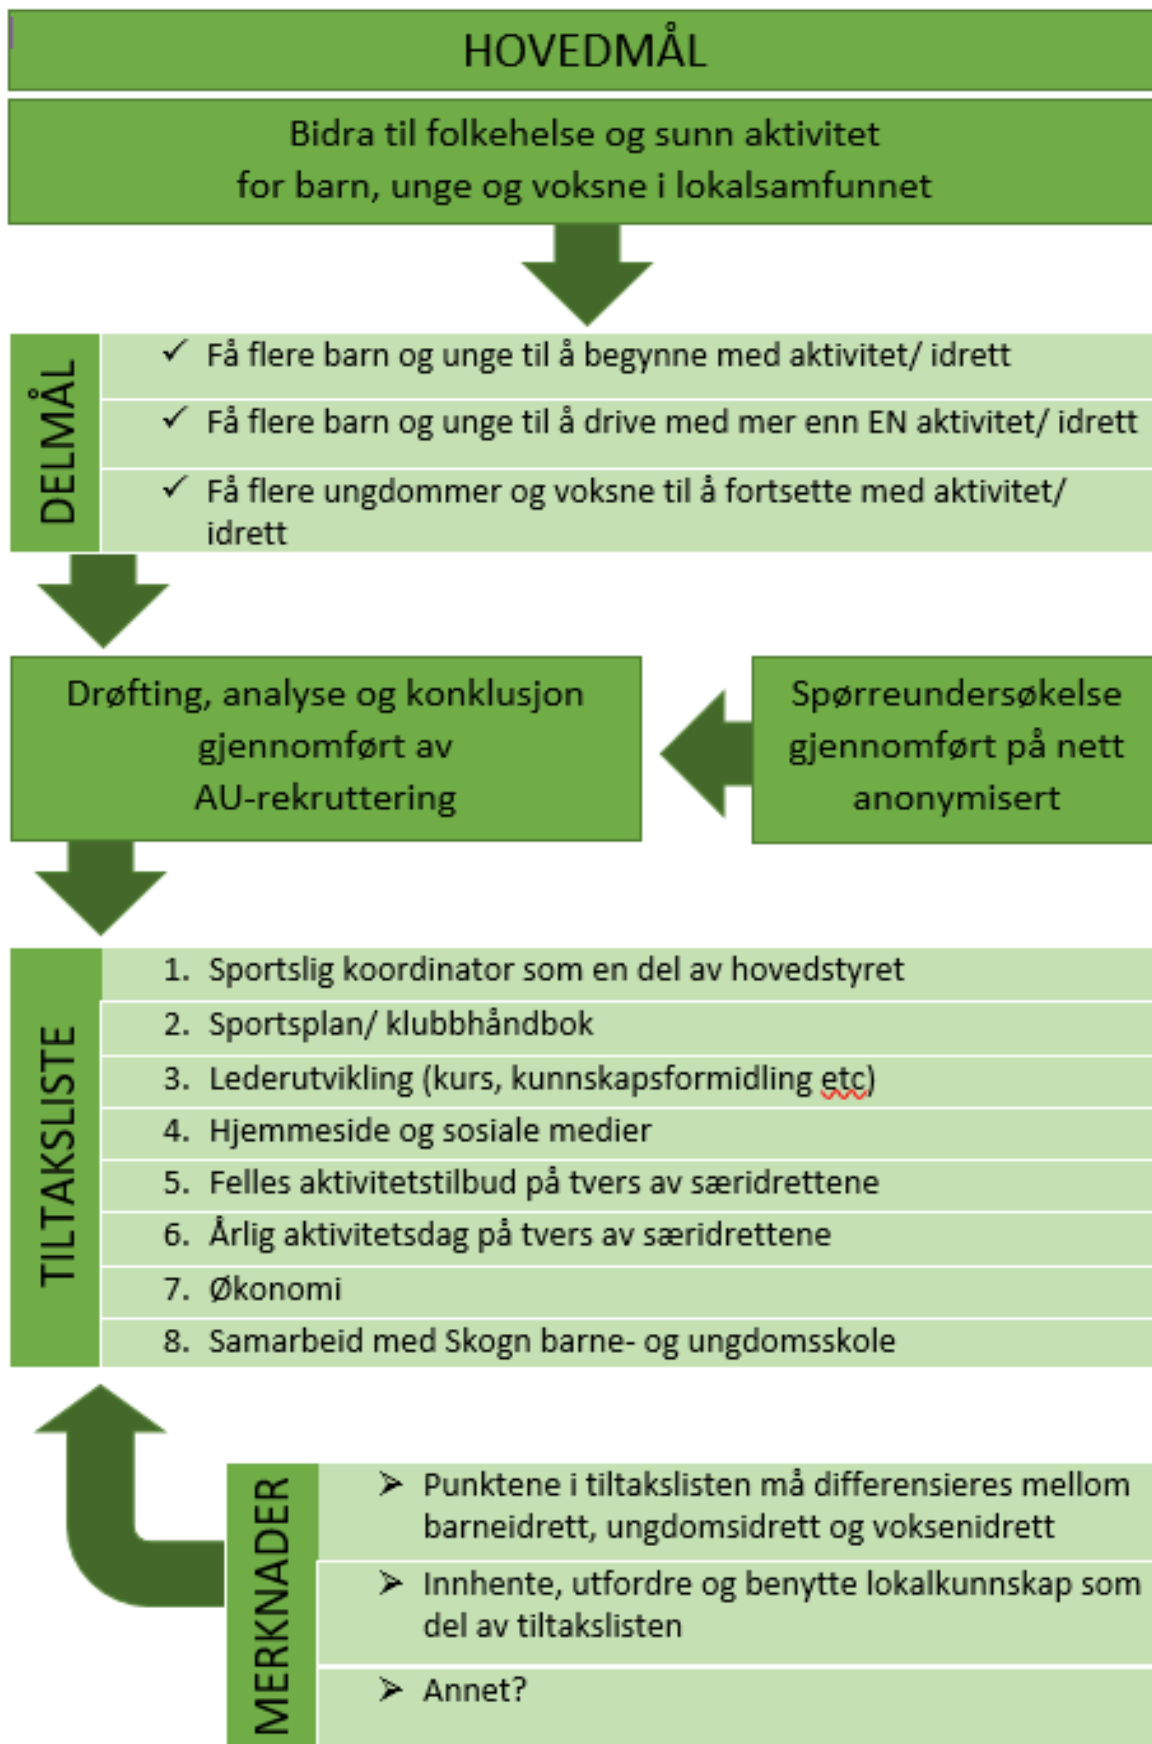 HOVEDMÅL
Bidra til folkehelse og sunn aktivitet
for barn, unge og voksne i lokalsamfunnet
DELMÅL
✓ Få flere barn og unge til å begynne med aktivitet/ idrett
✓ Få flere barn og unge til å drive med mer enn EN aktivitet/ idrett
✓ Få flere ungdommer og voksne til å fortsette med aktivitet/
idrett
Drøfting, analyse og konklusjon
gjennomført av
AU-rekruttering
Spørreundersøkelse
gjennomført på nett
anonymisert
TILTAKSLISTE
1. Sportslig koordinator som en del av hovedstyret
2. Sportsplan/ klubbhåndbok
3. Lederutvikling (kurs, kunnskapsformidling etc)
4. Hjemmeside og sosiale medier
5. Felles aktivitetstilbud på tvers av særidrettene
6. Årlig aktivitetsdag på tvers av særidrettene
7. Økonomi
8. Samarbeid med Skogn barne- og ungdomsskole
MERKNADER
➢ Punktene i tiltakslisten må differensieres mellom
barneidrett, ungdomsidrett og voksenidrett
➢ Innhente, utfordre og benytte lokalkunnskap som
del av tiltakslisten
➢ Annet?